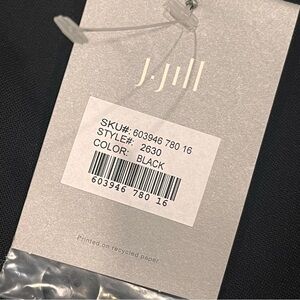 J.Jill
SKU#: 603946 780 16
STYLE#: 2630
COLOR: BLACK
603946 780 16
Printed on recycled paper